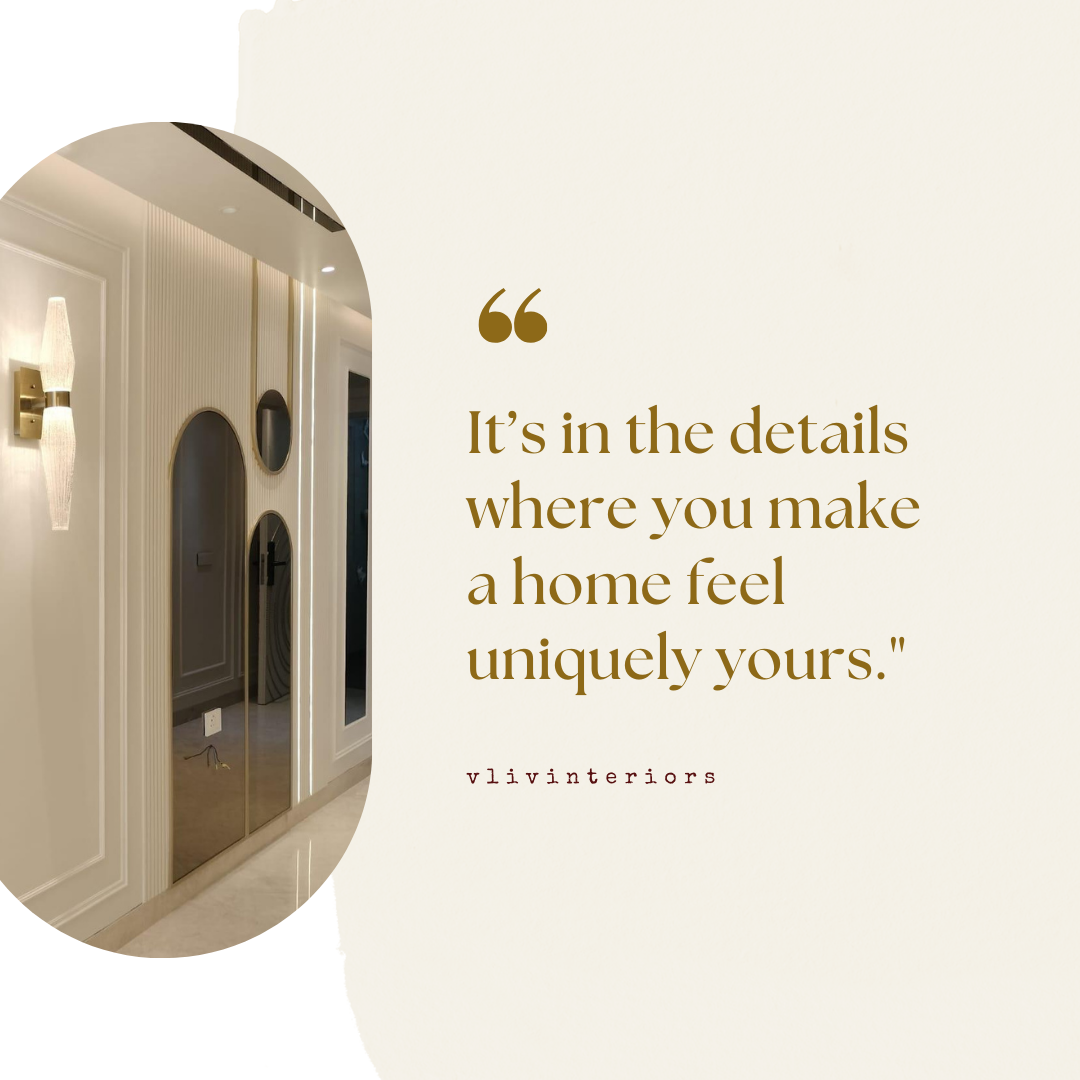 “
It’s in the details
where you make
a home feel
uniquely yours."
vlivinteriors